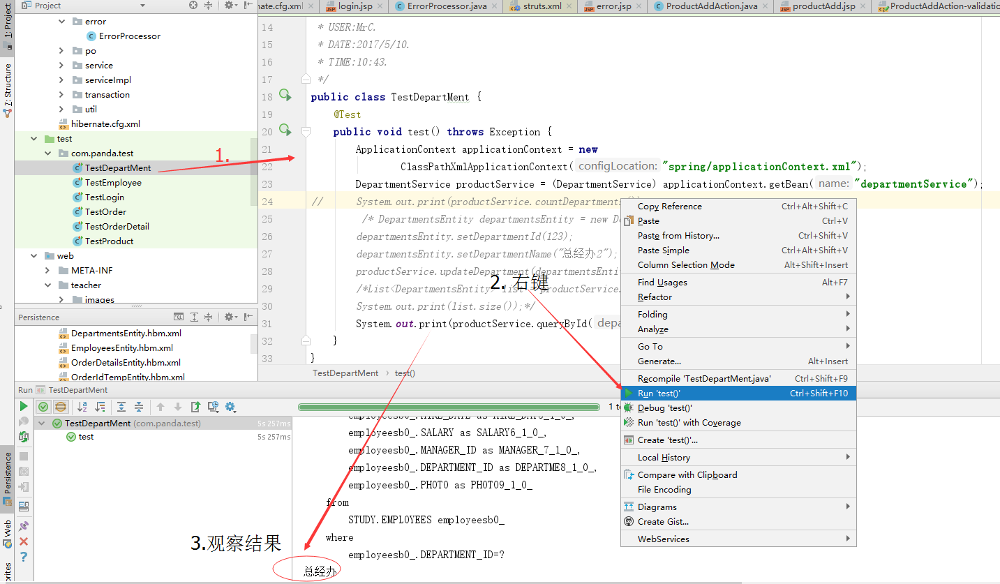 Project
nate.cfg.xml
login.jsp
ErrorProcessor.java
struts.xml
error.jsp
ProductAddAction.java
productAdd.jsp
ProductAddAction-validatio
1: Project
7: Structure
Persistence
Web
orites
error
ErrorProcessor
po
service
serviceImpl
transaction
util
hibernate.cfg.xml
test
com.panda.test
TestDepartMent
TestEmployee
TestLogin
TestOrder
TestOrderDetail
TestProduct
web
META-INF
teacher
images
1.
14 * USER:MrC.
15 * DATE:2017/5/10.
16 * TIME:10:43.
17 */
18 public class TestDepartMent {
19 @Test
20 public void test() throws Exception {
21 ApplicationContext applicationContext = new
22 ClassPathXmlApplicationContext( configLocation: "spring/applicationContext.xml");
23 DepartmentService productService = (DepartmentService) applicationContext.getBean( name: "departmentService");
24 // System.out.print(productService.countDepartments());
25 /* DepartmentsEntity departmentsEntity = new De
26 departmentsEntity.setDepartmentId(123);
27 departmentsEntity.setDepartmentName("总经办2");
28 productService.updateDepartment(departmentsEnti
29 /*List<DepartmentsEntity> list = productService.
30 System.out.print(list.size());*/
31 System.out.print(productService.queryById( depa
32 }
33 }
TestDepartMent › test()
2. 右键
Copy Reference Ctrl+Alt+Shift+C
Paste Ctrl+V
Paste from History... Ctrl+Shift+V
Paste Simple Ctrl+Alt+Shift+V
Column Selection Mode Alt+Shift+Insert
Find Usages Alt+F7
Refactor
Folding
Analyze
Go To
Generate... Alt+Insert
Recompile 'TestDepartMent.java' Ctrl+Shift+F9
Run 'test()' Ctrl+Shift+F10
Debug 'test()'
Run 'test()' with Coverage
Create 'test()'...
Local History
Compare with Clipboard
File Encoding
Diagrams
Create Gist...
WebServices
Persistence
DepartmentsEntity.hbm.xml
EmployeesEntity.hbm.xml
OrderDetailsEntity.hbm.xml
OrderIdTempEntity.hbm.xml
Run TestDepartMent
1 te
TestDepartMent (com.panda.test) 5s 257ms
test 5s 257ms
employeesb0_.HIRE_DATE as HIRE_DAT5_1_0_,
employeesb0_.SALARY as SALARY6_1_0_,
employeesb0_.MANAGER_ID as MANAGER_7_1_0_,
employeesb0_.DEPARTMENT_ID as DEPARTME8_1_0_,
employeesb0_.PHOTO as PHOTO9_1_0_
from
STUDY.EMPLOYEES employeesb0_
where
employeesb0_.DEPARTMENT_ID=?
3.观察结果
总经办